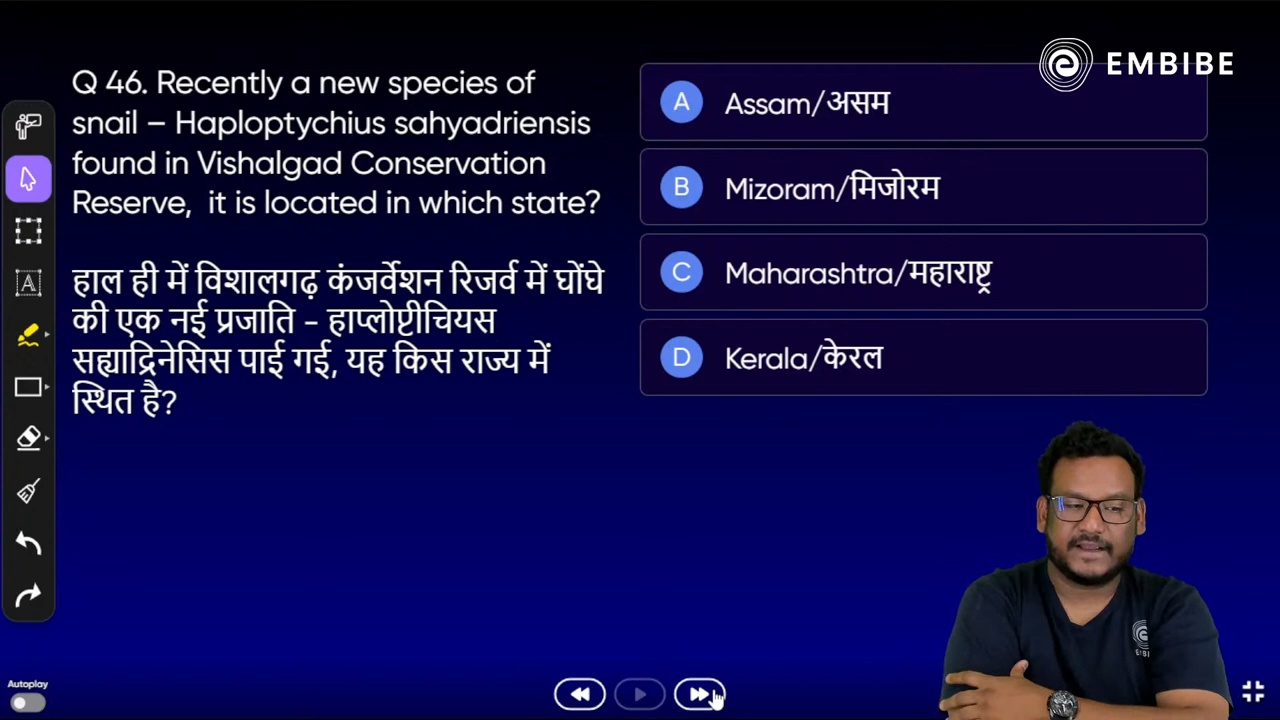 EMBIBE
Q 46. Recently a new species of
snail – Haploptychius sahyadriensis
found in Vishalgad Conservation
Reserve, it is located in which state?
हाल ही में विशालगढ़ कंजर्वेशन रिजर्व में घोंघे
की एक नई प्रजाति - हाप्लोप्टीचियस
सह्याद्रिनेसिस पाई गई, यह किस राज्य में
स्थित है?
A Assam/असम
B Mizoram/मिजोरम
C Maharashtra/महाराष्ट्र
D Kerala/केरल
A
Autoplay